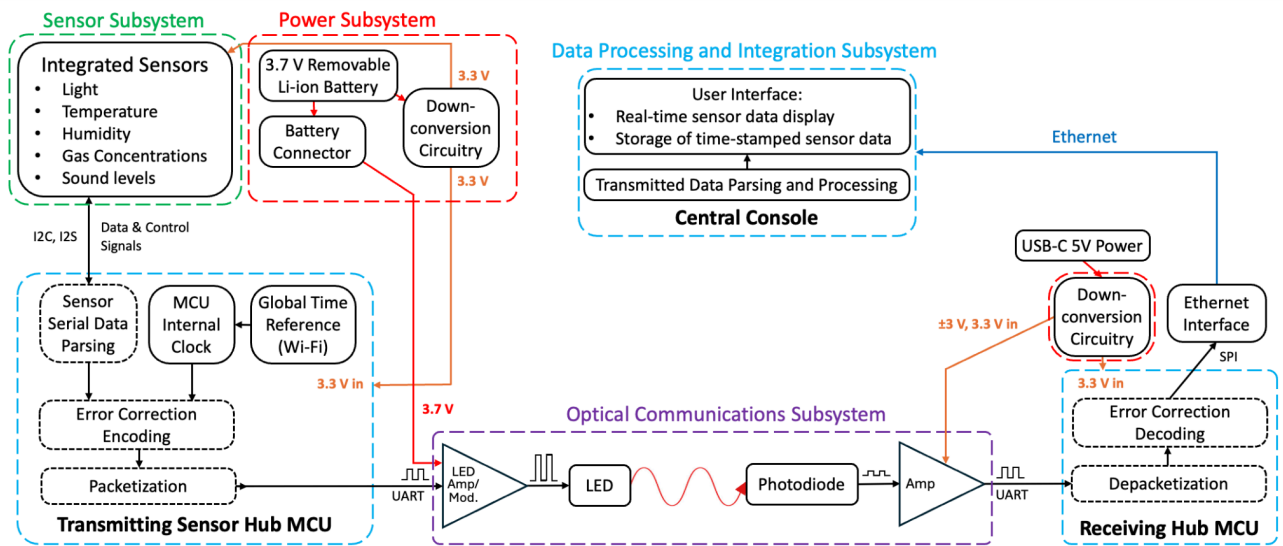 Sensor Subsystem
Integrated Sensors
• Light
• Temperature
• Humidity
• Gas Concentrations
• Sound levels
Power Subsystem
3.7 V Removable
Li-ion Battery
Battery
Connector
3.3 V
Down-
conversion
Circuitry
3.3 V
Data Processing and Integration Subsystem
User Interface:
• Real-time sensor data display
• Storage of time-stamped sensor data
Transmitted Data Parsing and Processing
Central Console
Ethernet
I2C, I2S
Data & Control
Signals
Sensor
Serial Data
Parsing
MCU
Internal
Clock
Global Time
Reference
(Wi-Fi)
3.3 V in
Error Correction
Encoding
Packetization
Transmitting Sensor Hub MCU
3.7 V
UART
Optical Communications Subsystem
LED
Amp/
Mod.
LED
Photodiode
Amp
UART
USB-C 5V Power
Down-
conversion
Circuitry
±3 V, 3.3 V in
3.3 V in
Ethernet
Interface
SPI
Error Correction
Decoding
Depacketization
Receiving Hub MCU